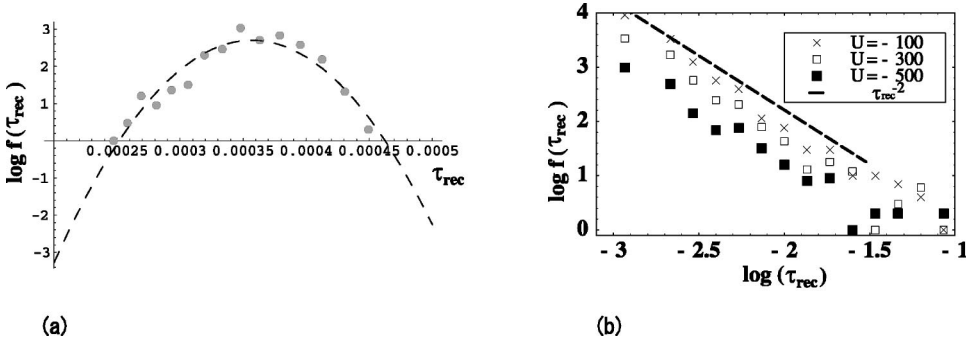 log f (τrec)
3
2
1
-1
-2
-3
0.00025 0.0003 0.00035 0.0004 0.00045 0.0005
τrec
(a)
log f (τrec)
4
3
2
1
0
U = - 100
U = - 300
U = - 500
τrec-2
- 3 - 2.5 - 2 - 1.5 - 1
log (τrec)
(b)